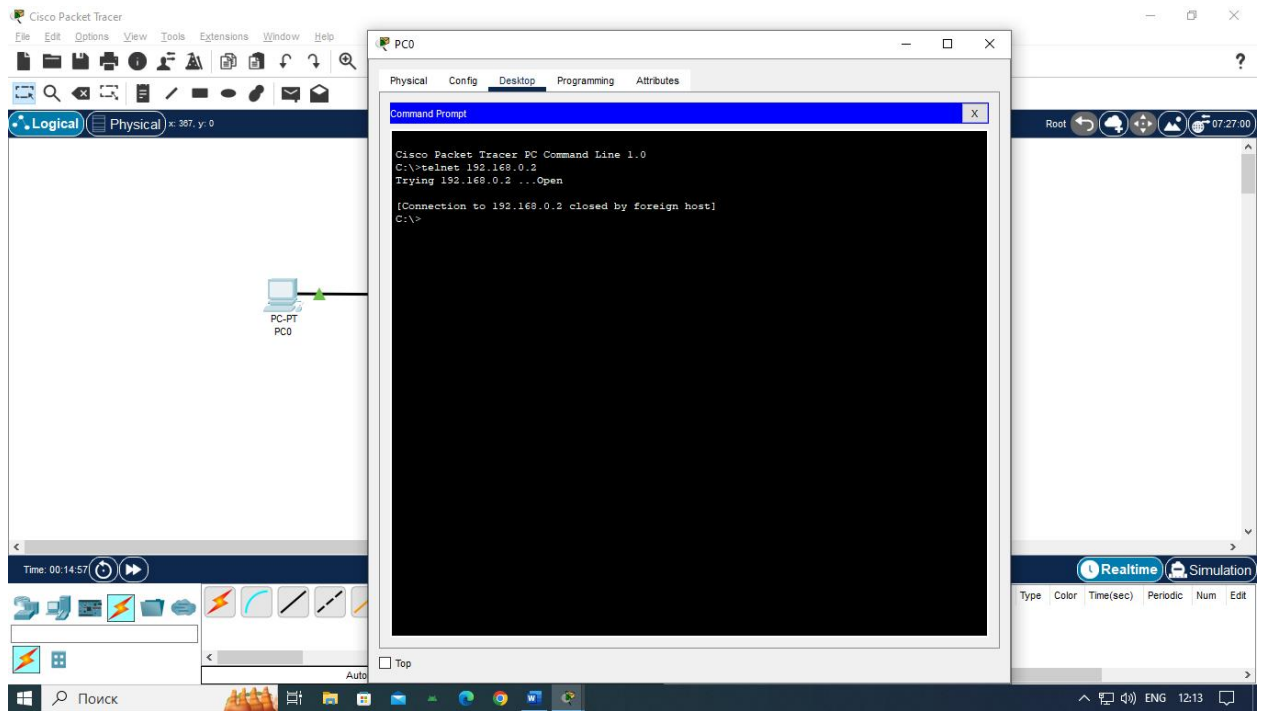 Cisco Packet Tracer
File Edit Options View Tools Extensions Window Help
PC0
?
Physical Config Desktop Programming Attributes
Command Prompt
X
Logical Physical x: 367, y: 0
Root 07:27:00
Cisco Packet Tracer PC Command Line 1.0
C:\>telnet 192.168.0.2
Trying 192.168.0.2 ...Open
[Connection to 192.168.0.2 closed by foreign host]
C:\>
PC-PT
PC0
Time: 00:14:57
Realtime Simulation
Type Color Time(sec) Periodic Num Edit
Top
Auto
Поиск
ENG 12:13